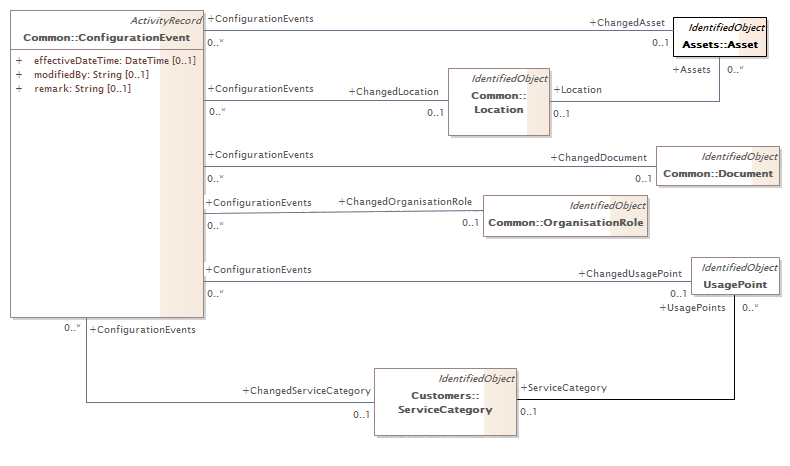 ActivityRecord
Common::ConfigurationEvent
+ effectiveDateTime: DateTime [0..1]
+ modifiedBy: String [0..1]
+ remark: String [0..1]
+ConfigurationEvents
0..*
+ChangedAsset
0..1
IdentifiedObject
Assets::Asset
+Assets
0..*
+ConfigurationEvents
0..*
+ChangedLocation
0..1
IdentifiedObject
Common::
Location
+Location
0..1
+ConfigurationEvents
0..*
+ChangedDocument
0..1
IdentifiedObject
Common::Document
+ConfigurationEvents
0..*
+ChangedOrganisationRole
0..1
IdentifiedObject
Common::OrganisationRole
+ConfigurationEvents
0..*
+ChangedUsagePoint
0..1
IdentifiedObject
UsagePoint
+UsagePoints
0..*
0..*
+ConfigurationEvents
+ChangedServiceCategory
0..1
IdentifiedObject
Customers::
ServiceCategory
+ServiceCategory
0..1